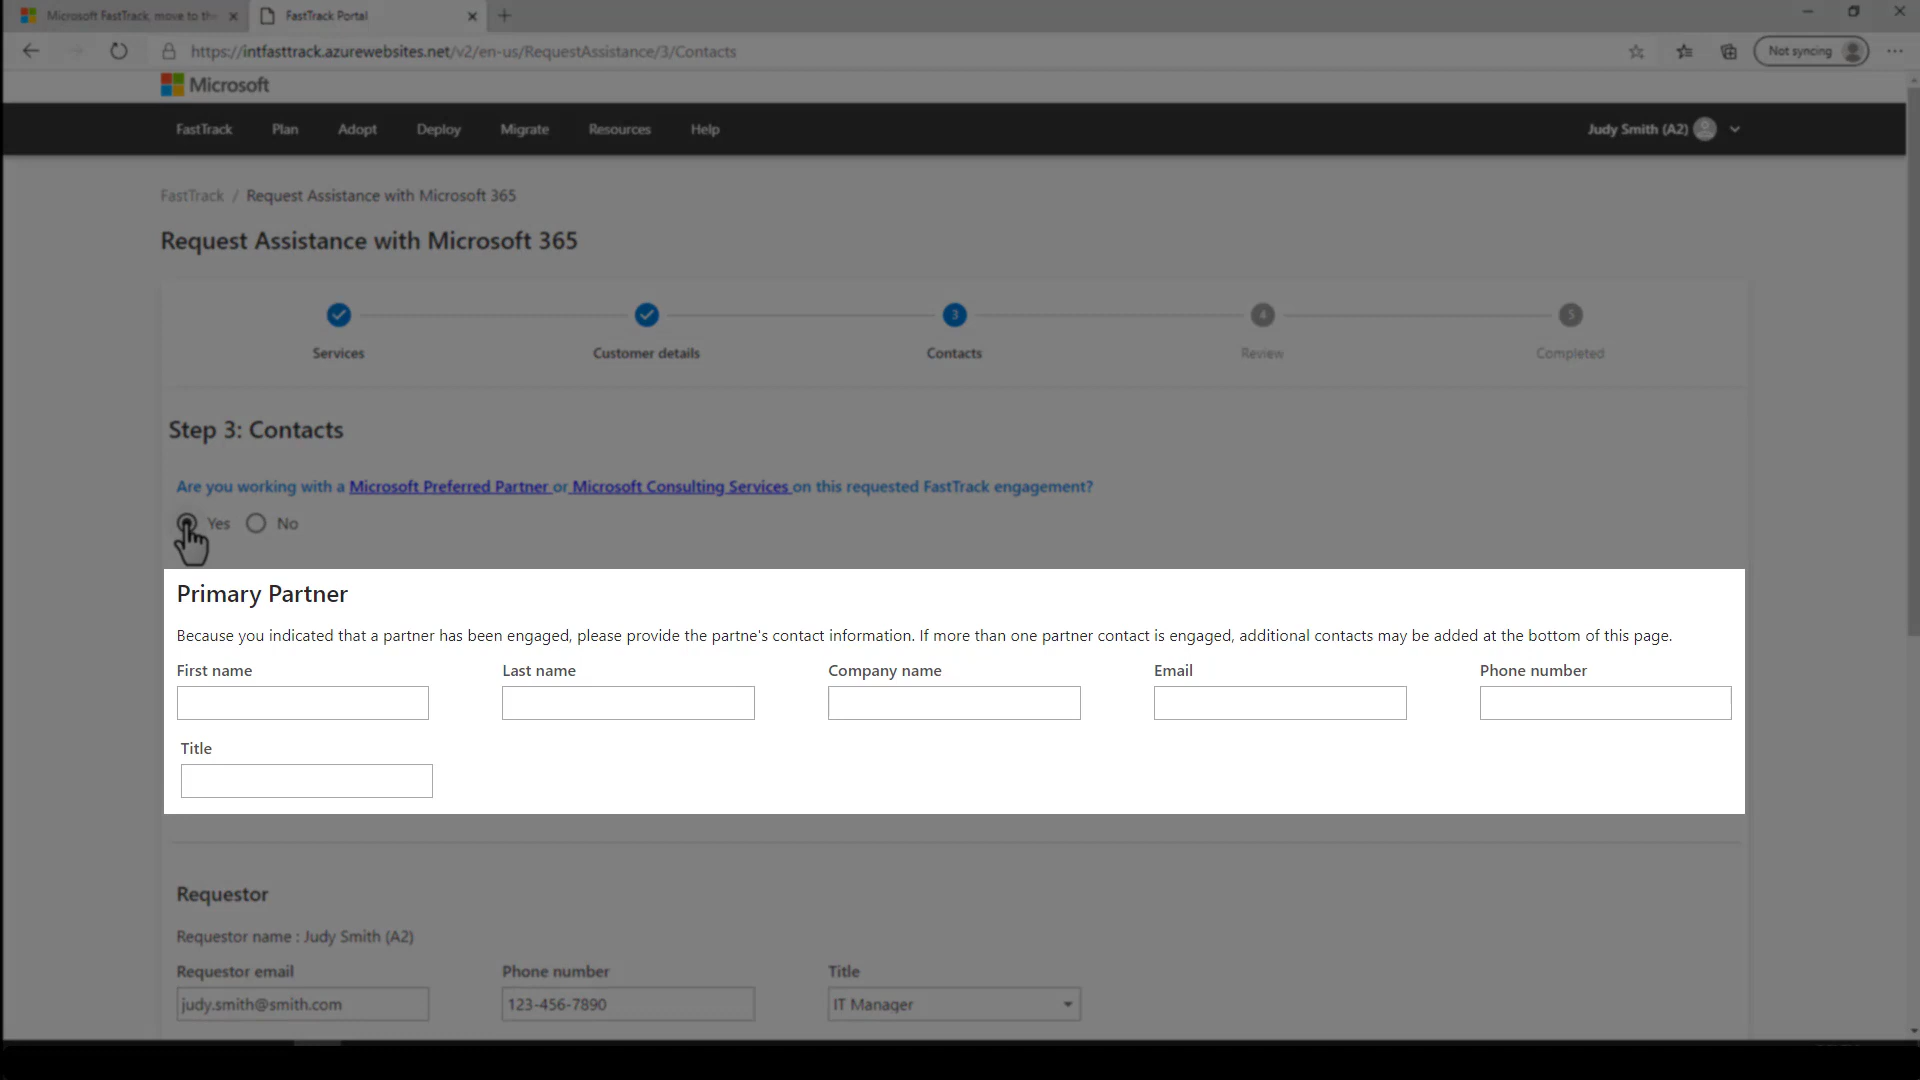 Microsoft FastTrack, move to the
FastTrack Portal
https://intfasttrack.azurewebsites.net/v2/en-us/RequestAssistance/3/Contacts
Not syncing
Microsoft
FastTrack Plan Adopt Deploy Migrate Resources Help Judy Smith (A2)
FastTrack / Request Assistance with Microsoft 365
Request Assistance with Microsoft 365
3 4 5
Services Customer details Contacts Review Completed
Step 3: Contacts
Are you working with a Microsoft Preferred Partner or Microsoft Consulting Services on this requested FastTrack engagement?
Yes No
Primary Partner
Because you indicated that a partner has been engaged, please provide the partne's contact information. If more than one partner contact is engaged, additional contacts may be added at the bottom of this page.
First name Last name Company name Email Phone number
Title
Requestor
Requestor name : Judy Smith (A2)
Requestor email Phone number Title
judy.smith@smith.com 123-456-7890 IT Manager